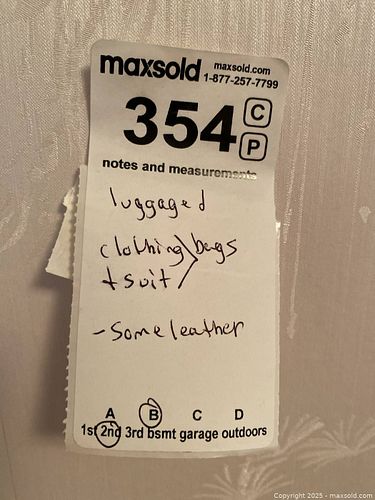 maxsold maxsold.com
1-877-257-7799
354 C
P
notes and measurements
luggaged
clothing bags
+ suit
- some leather
A B C D
1st 2nd 3rd bsmt garage outdoors
Copyright 2025 - maxsold.com